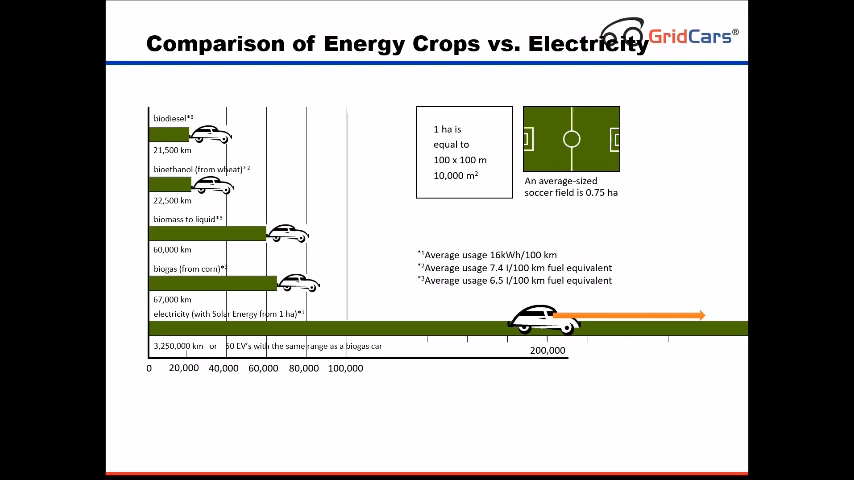 Comparison of Energy Crops vs. Electricity
GridCars®
biodiesel*³
21,500 km
bioethanol (from wheat)*²
22,500 km
biomass to liquid*³
60,000 km
biogas (from corn)*²
67,000 km
electricity (with Solar Energy from 1 ha)*¹
3,250,000 km or 50 EV's with the same range as a biogas car
0 20,000 40,000 60,000 80,000 100,000
200,000
1 ha is
equal to
100 x 100 m
10,000 m²
An average-sized
soccer field is 0.75 ha
*¹Average usage 16kWh/100 km
*²Average usage 7.4 l/100 km fuel equivalent
*³Average usage 6.5 l/100 km fuel equivalent